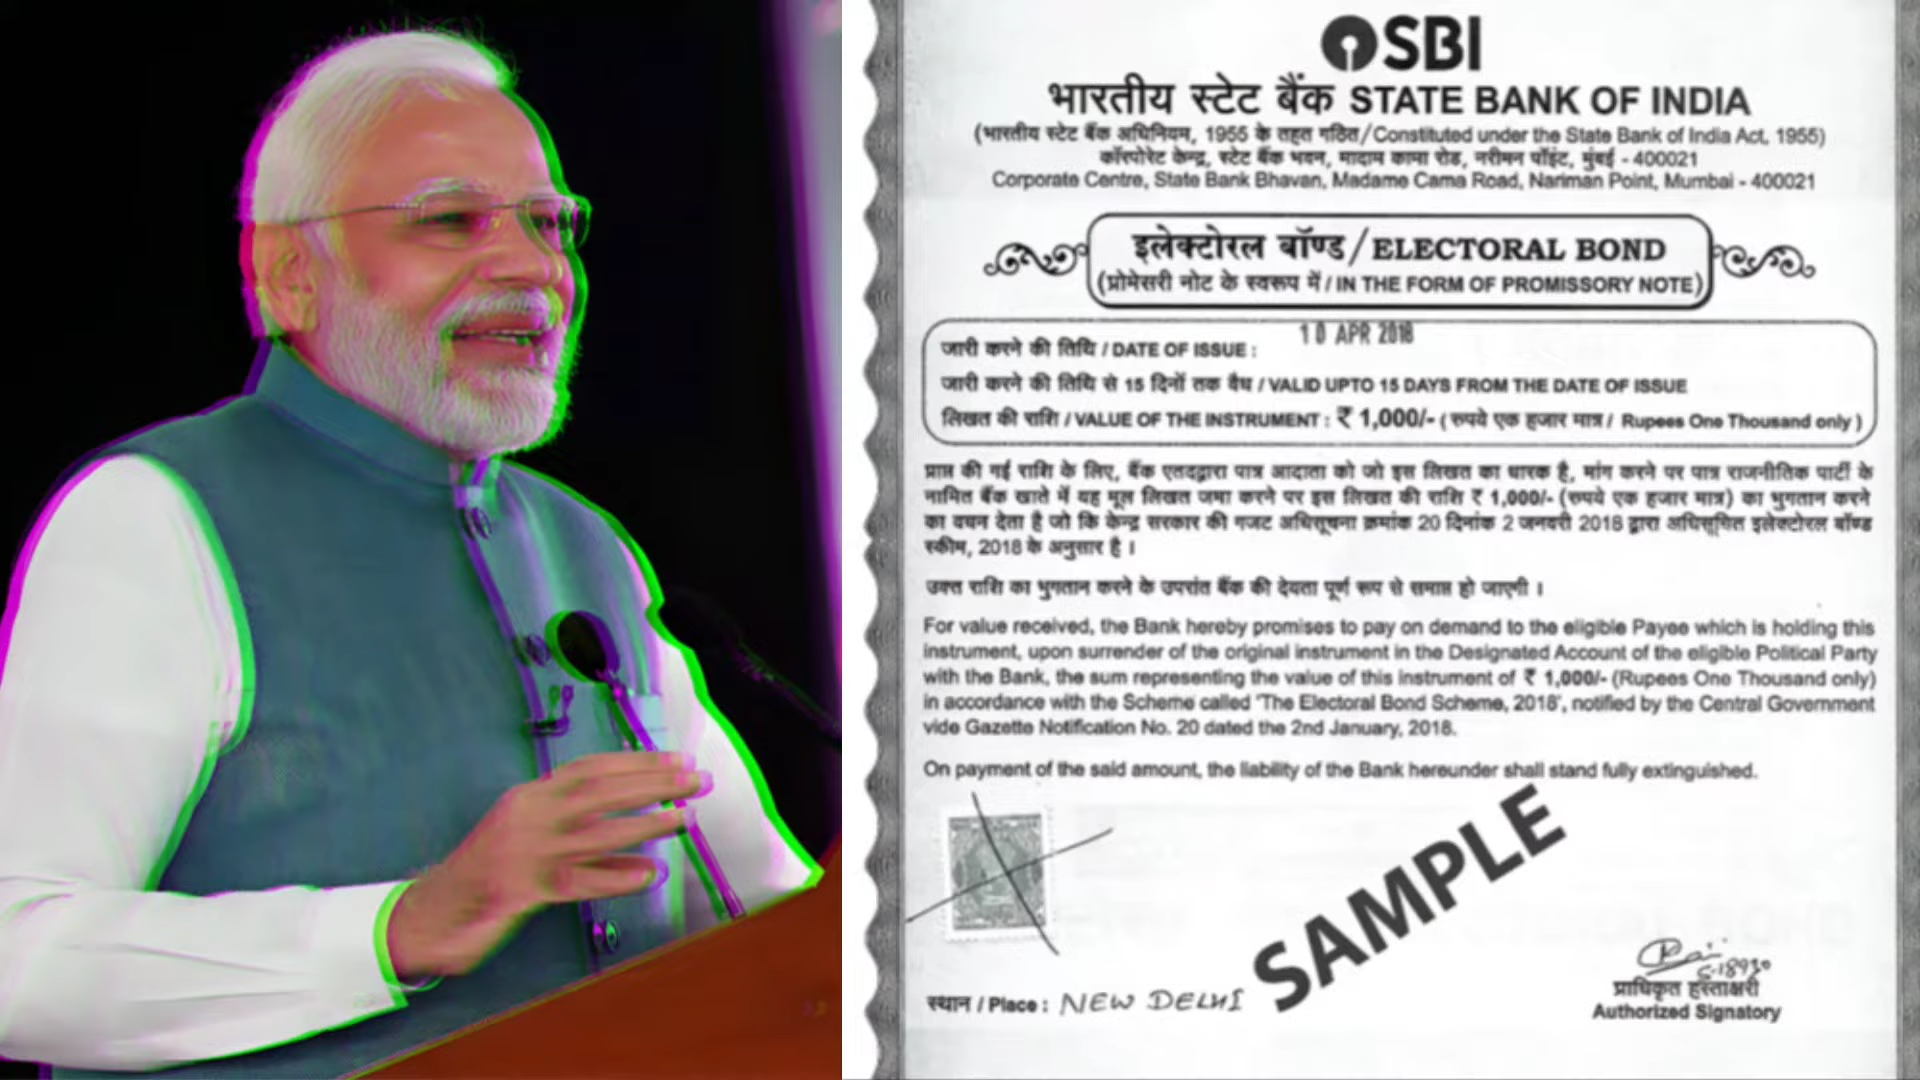 SBI
भारतीय स्टेट बैंक STATE BANK OF INDIA
(भारतीय स्टेट बैंक अधिनियम, 1955 के तहत गठित/Constituted under the State Bank of India Act, 1955)
कॉरपोरेट केन्द्र, स्टेट बैंक भवन, मादाम कामा रोड, नरीमन पॉइंट, मुंबई - 400021
Corporate Centre, State Bank Bhavan, Madame Cama Road, Nariman Point, Mumbai - 400021
इलेक्टोरल बॉण्ड/ELECTORAL BOND
(प्रोमेसरी नोट के स्वरूप में/IN THE FORM OF PROMISSORY NOTE)
10 APR 2018
जारी करने की तिथि / DATE OF ISSUE :
जारी करने की तिथि से 15 दिनों तक वैध / VALID UPTO 15 DAYS FROM THE DATE OF ISSUE
लिखत की राशि / VALUE OF THE INSTRUMENT : ₹ 1,000/- ( रुपये एक हजार मात्र / Rupees One Thousand only )
प्राप्त की गई राशि के लिए, बैंक एतदद्वारा पात्र आदाता को जो इस लिखत का धारक है, मांग करने पर पात्र राजनीतिक पार्टी के
नामित बैंक खाते में यह मूल लिखत जमा करने पर इस लिखत की राशि ₹ 1,000/- (रुपये एक हजार मात्र) का भुगतान करने
का वचन देता है जो कि केन्द्र सरकार की गजट अधिसूचना क्रमांक 20 दिनांक 2 जनवरी 2018 द्वारा अधिसूचित इलेक्टोरल बॉण्ड
स्कीम, 2018 के अनुसार है ।
उक्त राशि का भुगतान करने के उपरांत बैंक की देयता पूर्ण रूप से समाप्त हो जाएगी ।
For value received, the Bank hereby promises to pay on demand to the eligible Payee which is holding this
instrument, upon surrender of the original instrument in the Designated Account of the eligible Political Party
with the Bank, the sum representing the value of this instrument of ₹ 1,000/- (Rupees One Thousand only)
in accordance with the Scheme called 'The Electoral Bond Scheme, 2018', notified by the Central Government
vide Gazette Notification No. 20 dated the 2nd January, 2018.
On payment of the said amount, the liability of the Bank hereunder shall stand fully extinguished.
SAMPLE
स्थान / Place : NEW DELHI
प्राधिकृत हस्ताक्षरी
Authorized Signatory